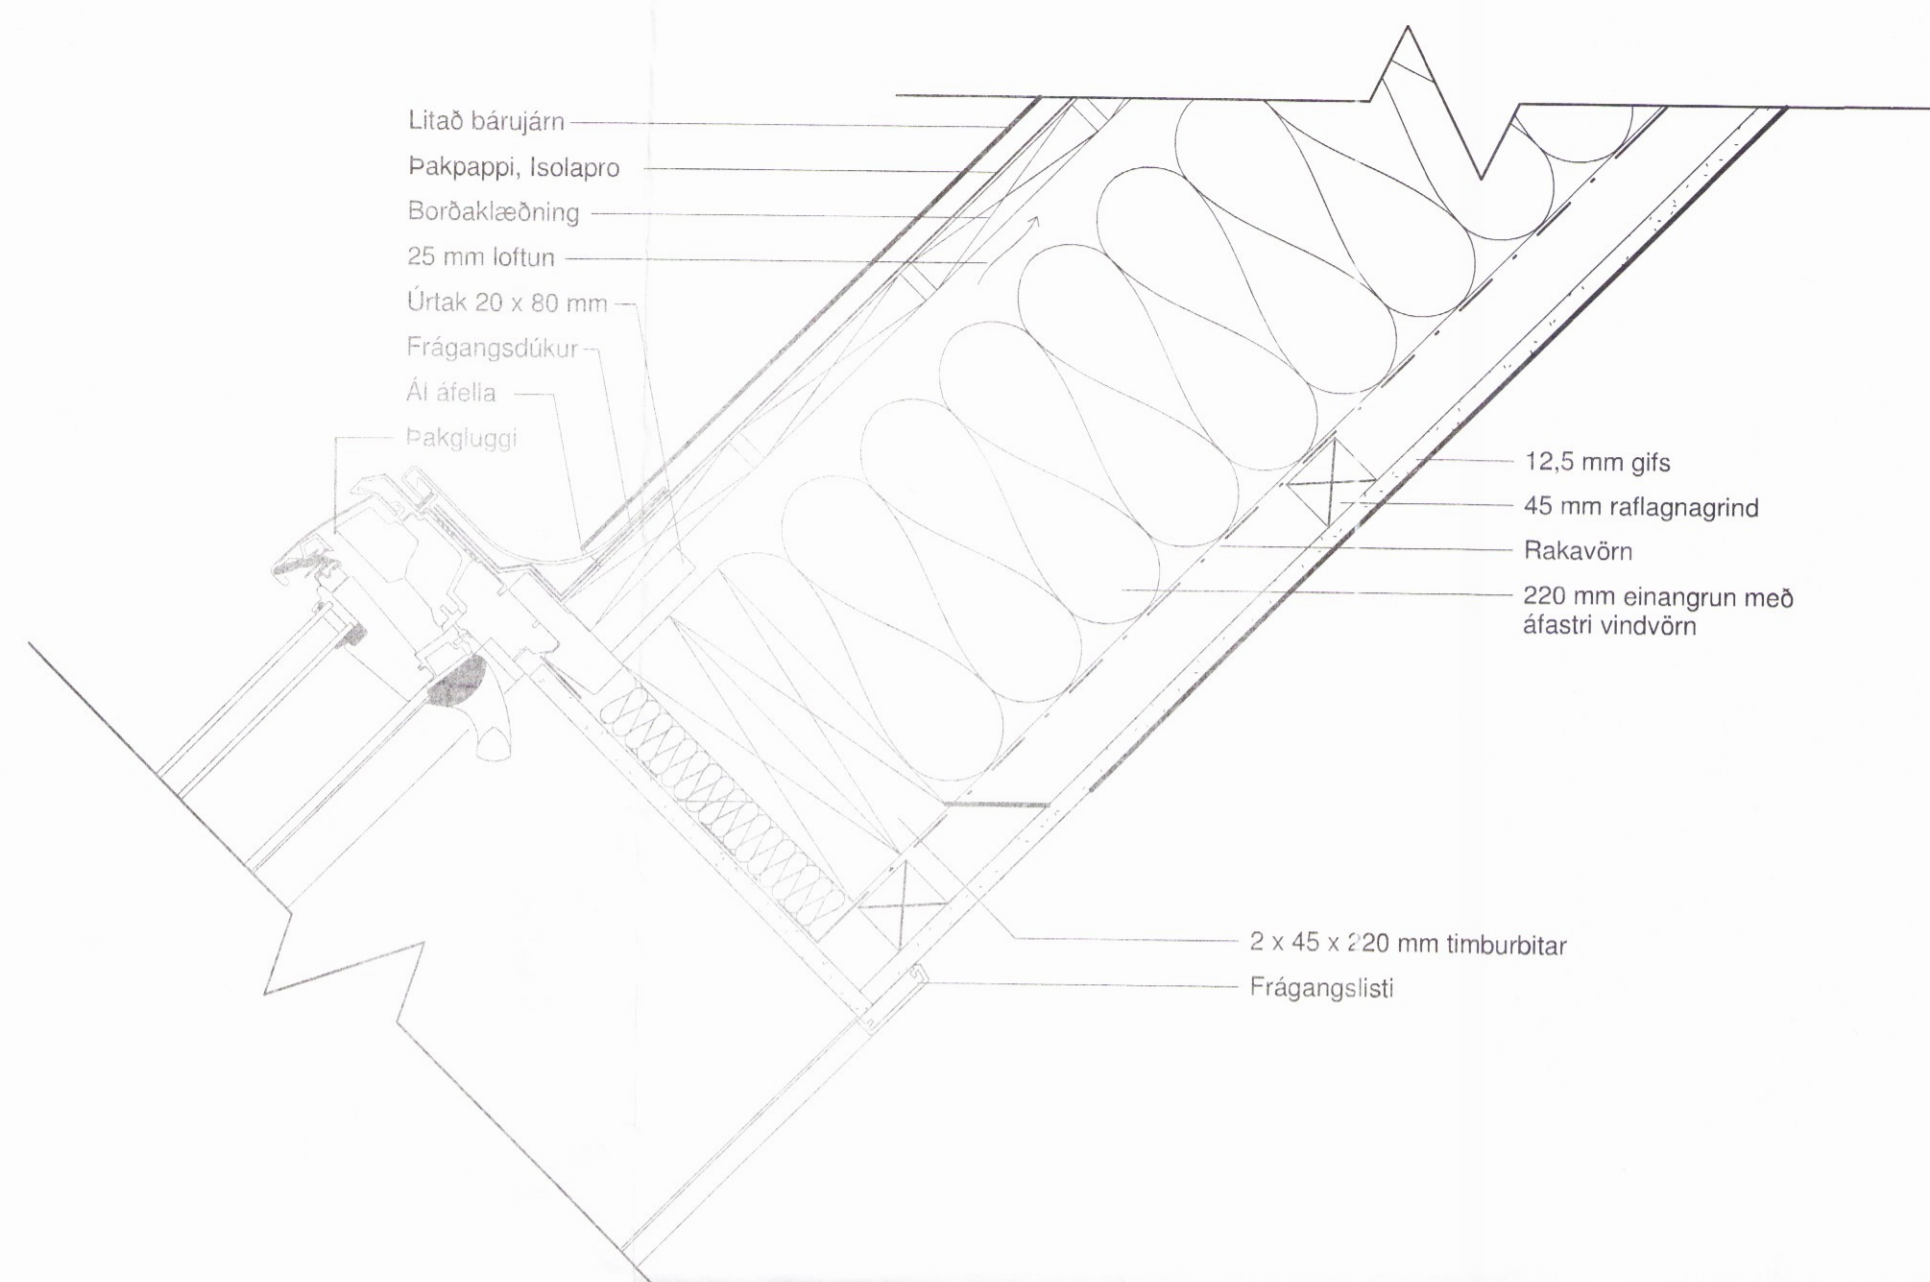 Litað bárujárn
Þakpappi, Isolapro
Borðaklæðning
25 mm loftun
Úrtak 20 x 80 mm
Frágangsdúkur
Ál áfella
Þakgluggi
12,5 mm gifs
45 mm raflagnagrind
Rakavörn
220 mm einangrun með
áfastri vindvörn
2 x 45 x 220 mm timburbitar
Frágangslisti